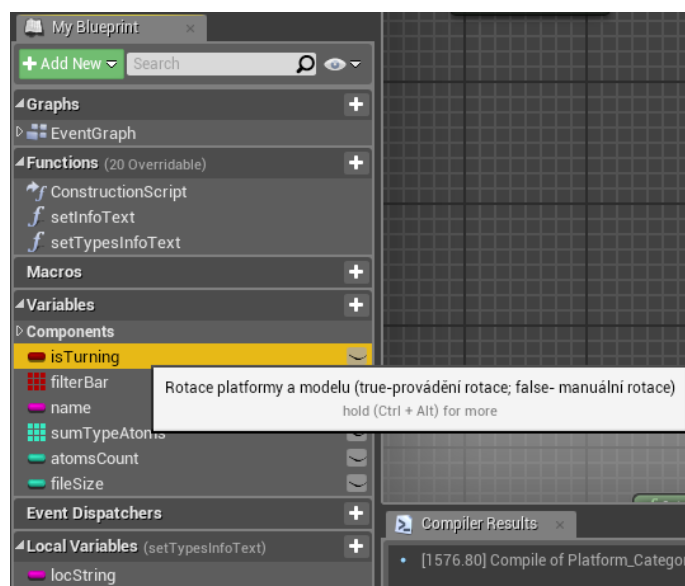 My Blueprint
Add New
Search
Graphs
EventGraph
Functions (20 Overridable)
ConstructionScript
setInfoText
setTypesInfoText
Macros
Variables
Components
isTurning
filterBar
Rotace platformy a modelu (true-provádění rotace; false- manuální rotace)
hold (Ctrl + Alt) for more
name
sumTypeAtoms
atomsCount
fileSize
Event Dispatchers
Compiler Results
Local Variables (setTypesInfoText)
[1576.80] Compile of Platform_Categor
locString